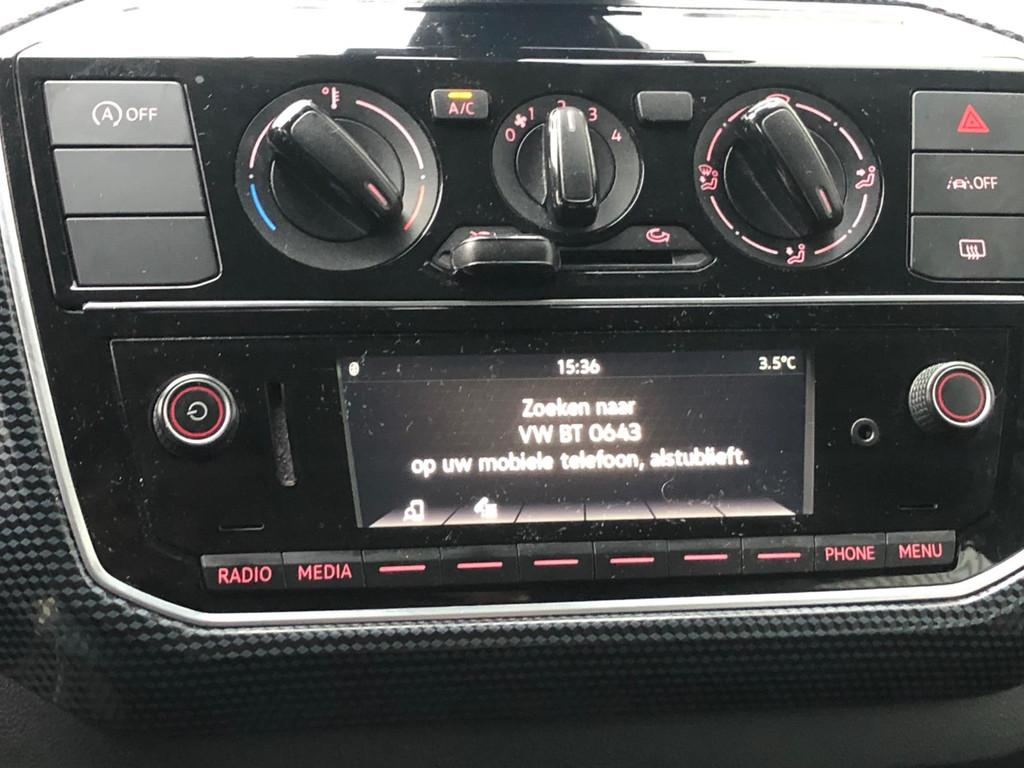 A OFF
A/C
0 1 2 3 4
OFF
15:36 3.5°C
Zoeken naar
VW BT 0643
op uw mobiele telefoon, alstublieft.
RADIO MEDIA PHONE MENU